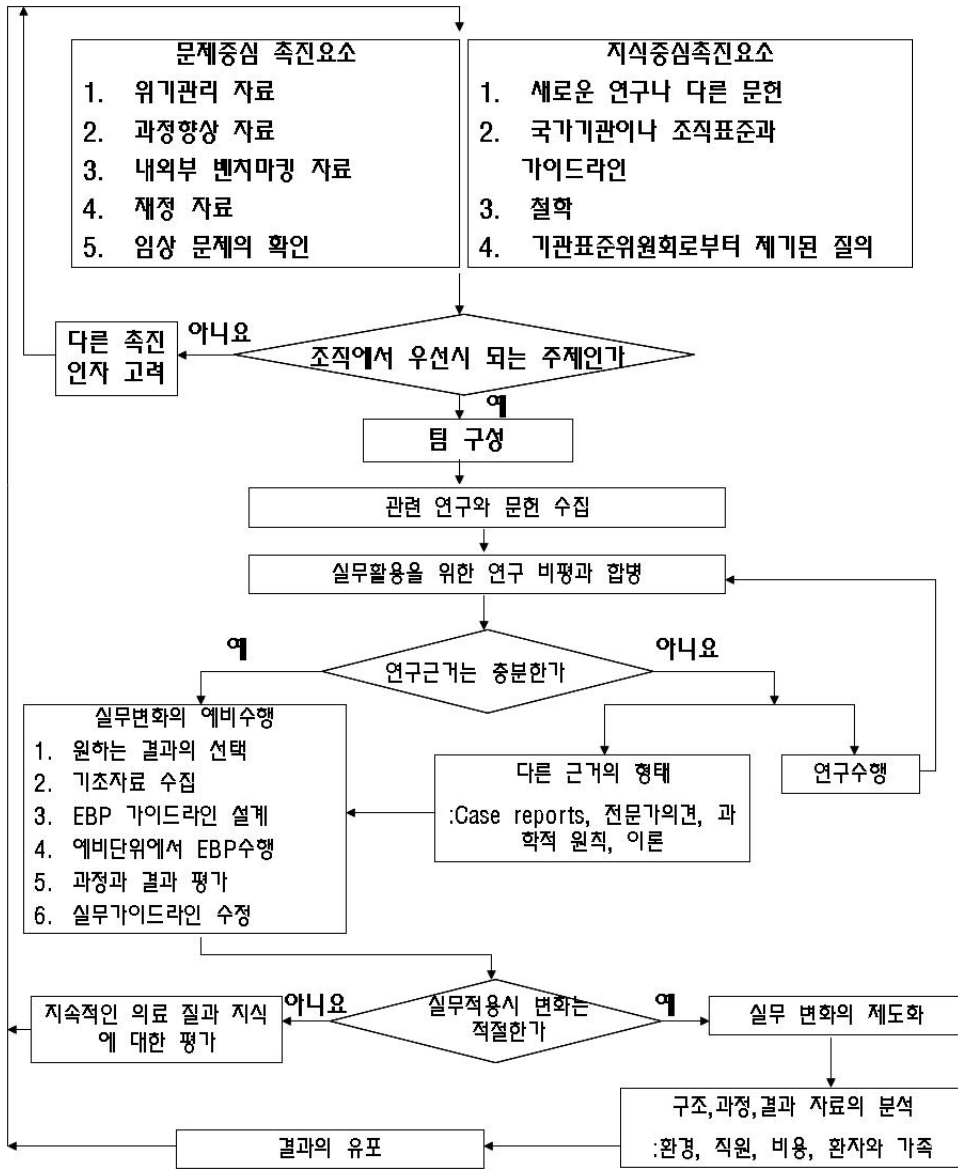 문제중심 촉진요소
1. 위기관리 자료
2. 과정향상 자료
3. 내외부 벤치마킹 자료
4. 재정 자료
5. 임상 문제의 확인
지식중심촉진요소
1. 새로운 연구나 다른 문헌
2. 국가기관이나 조직표준과
가이드라인
3. 철학
4. 기관표준위원회로부터 제기된 질의
다른 촉진
인자 고려
아니요
조직에서 우선시 되는 주제인가
예
팀 구성
관련 연구와 문헌 수집
실무활용을 위한 연구 비평과 합병
예
연구근거는 충분한가
아니요
실무변화의 예비수행
1. 원하는 결과의 선택
2. 기초자료 수집
3. EBP 가이드라인 설계
4. 예비단위에서 EBP수행
5. 과정과 결과 평가
6. 실무가이드라인 수정
다른 근거의 형태
:Case reports, 전문가의견, 과
학적 원칙, 이론
연구수행
지속적인 의료 질과 지식
에 대한 평가
아니요
실무적용시 변화는
적절한가
예
실무 변화의 제도화
구조,과정,결과 자료의 분석
:환경, 직원, 비용, 환자와 가족
결과의 유포